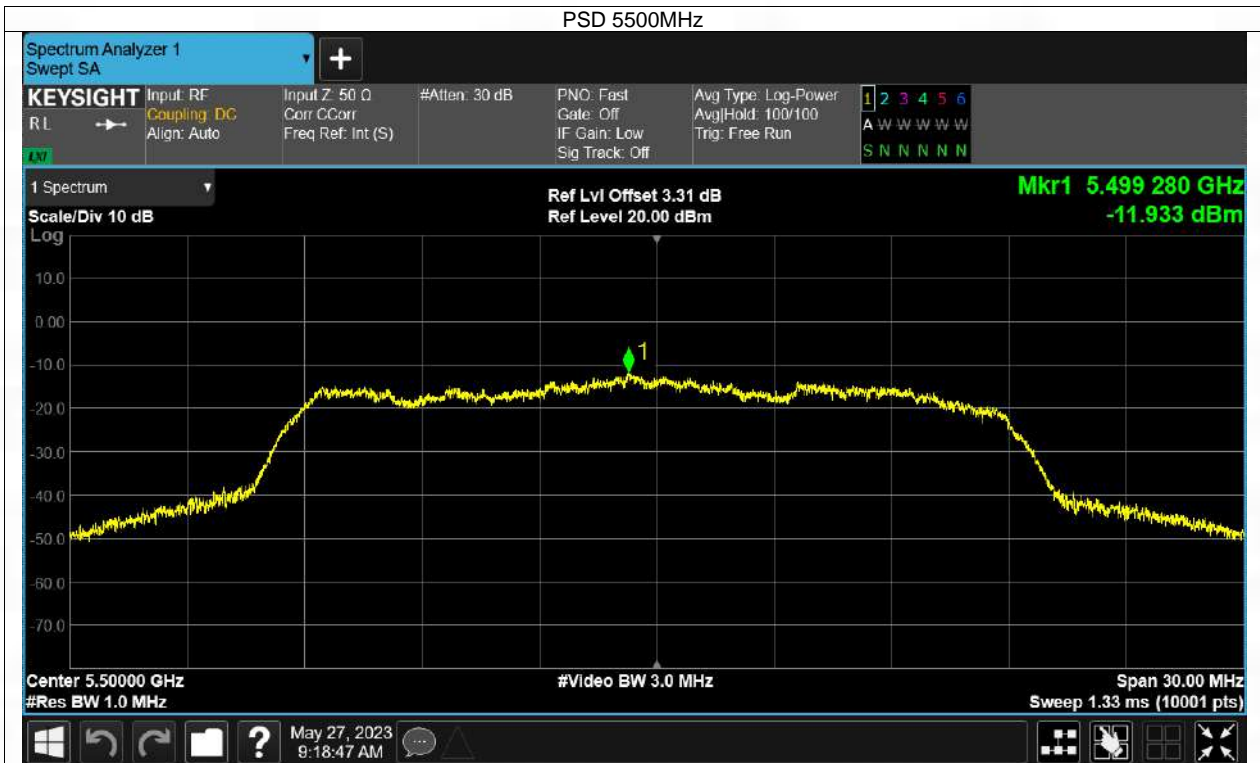 PSD 5500MHz
Spectrum Analyzer 1
Swept SA
+
KEYSIGHT
RL
LXI
Input: RF
Coupling: DC
Align: Auto
Input Z: 50 Ω
Corr CCorr
Freq Ref: Int (S)
#Atten: 30 dB
PNO: Fast
Gate: Off
IF Gain: Low
Sig Track: Off
Avg Type: Log-Power
Avg|Hold: 100/100
Trig: Free Run
1 2 3 4 5 6
A W W W W W
S N N N N N
1 Spectrum
Scale/Div 10 dB
Ref Lvl Offset 3.31 dB
Ref Level 20.00 dBm
Mkr1 5.499 280 GHz
-11.933 dBm
Log
10.0
0.00
-10.0
-20.0
-30.0
-40.0
-50.0
-60.0
-70.0
1
Center 5.50000 GHz
#Res BW 1.0 MHz
#Video BW 3.0 MHz
Span 30.00 MHz
Sweep 1.33 ms (10001 pts)
?
May 27, 2023
9:18:47 AM